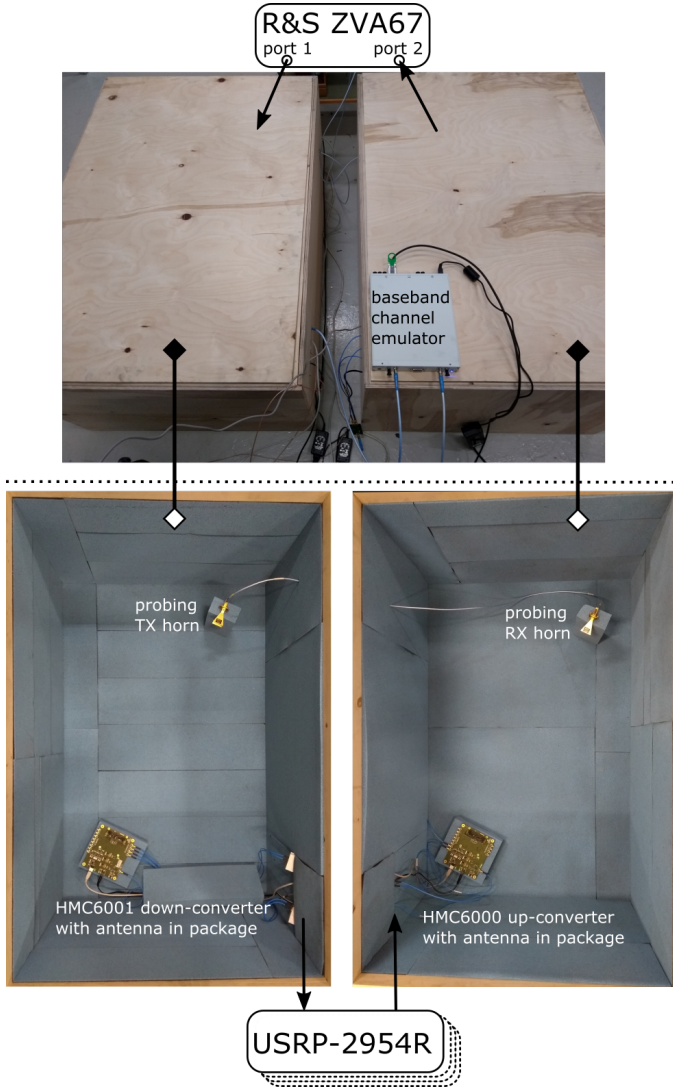 R&S ZVA67
port 1 port 2
baseband
channel
emulator
probing
TX horn
probing
RX horn
HMC6001 down-converter
with antenna in package
HMC6000 up-converter
with antenna in package
USRP-2954R